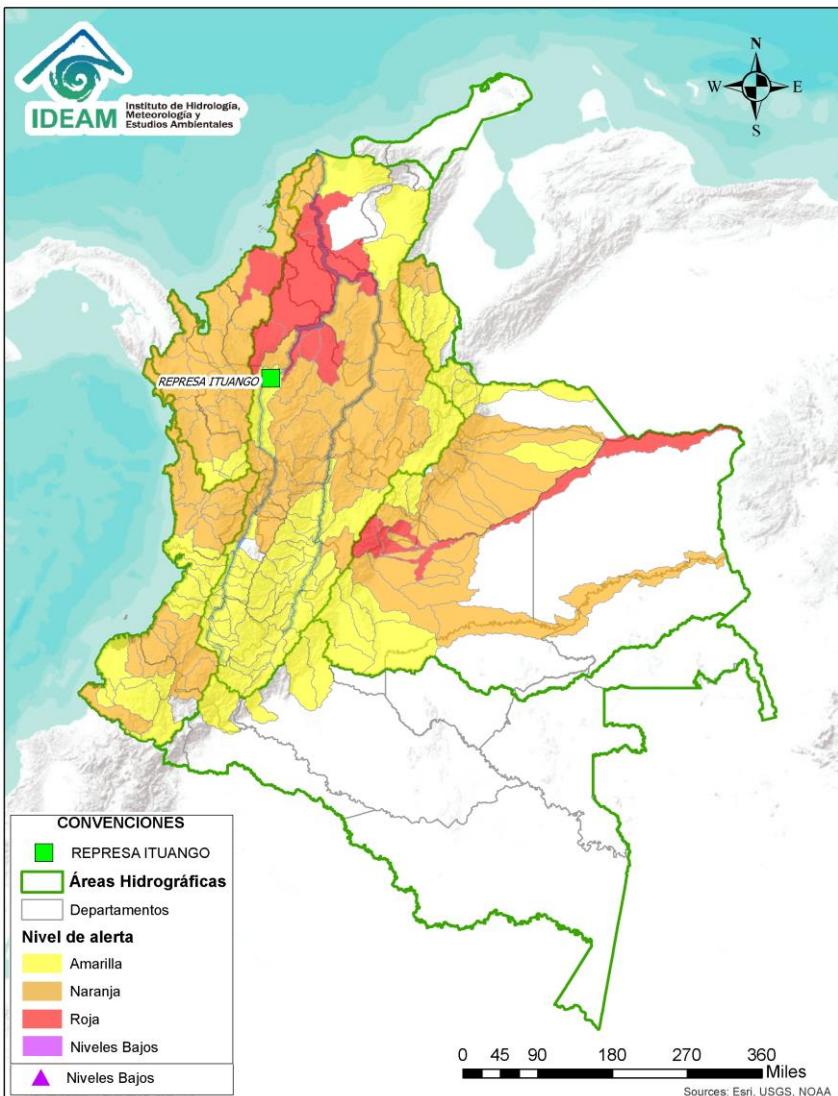 IDEAM
Instituto de Hidrología,
Meteorología y
Estudios Ambientales
N
W
E
S
REPRESA ITUANGO
CONVENCIONES
REPRESA ITUANGO
Áreas Hidrográficas
Departamentos
Nivel de alerta
Amarilla
Naranja
Roja
Niveles Bajos
Niveles Bajos
0 45 90 180 270 360
Miles
Sources: Esri, USGS, NOAA